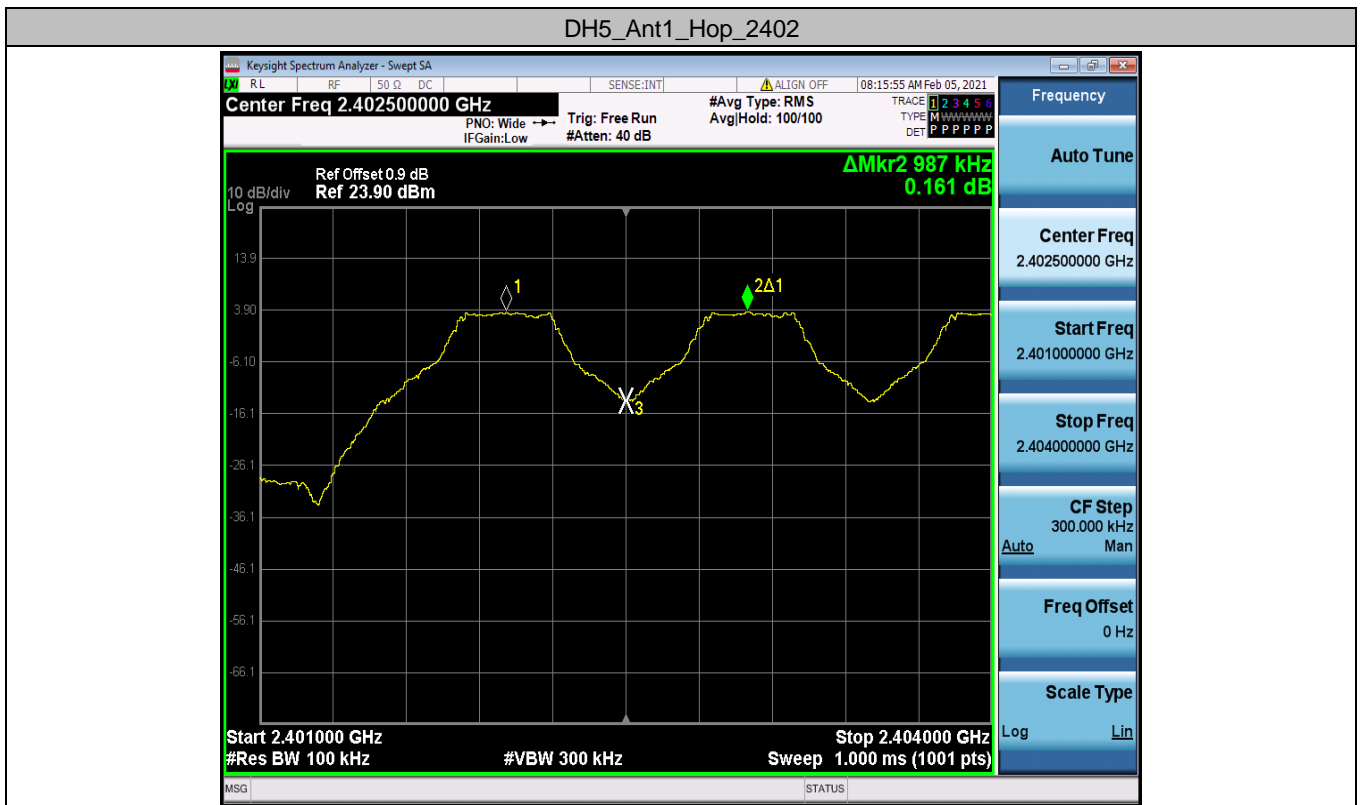 DH5_Ant1_Hop_2402
Keysight Spectrum Analyzer - Swept SA
LXI RL RF 50 Ω DC SENSE:INT ALIGN OFF 08:15:55 AM Feb 05, 2021
Center Freq 2.402500000 GHz
PNO: Wide
IFGain:Low
Trig: Free Run
#Atten: 40 dB
#Avg Type: RMS
Avg|Hold: 100/100
TRACE 1 2 3 4 5 6
TYPE M WWWWW
DET P P P P P P
ΔMkr2 987 kHz
0.161 dB
Ref Offset 0.9 dB
10 dB/div Ref 23.90 dBm
Log
13.9
3.90
-6.10
-16.1
-26.1
-36.1
-46.1
-56.1
-66.1
1
2Δ1
3
Start 2.401000 GHz Stop 2.404000 GHz
#Res BW 100 kHz #VBW 300 kHz Sweep 1.000 ms (1001 pts)
MSG STATUS
Frequency
Auto Tune
Center Freq
2.402500000 GHz
Start Freq
2.401000000 GHz
Stop Freq
2.404000000 GHz
CF Step
300.000 kHz
Auto Man
Freq Offset
0 Hz
Scale Type
Log Lin